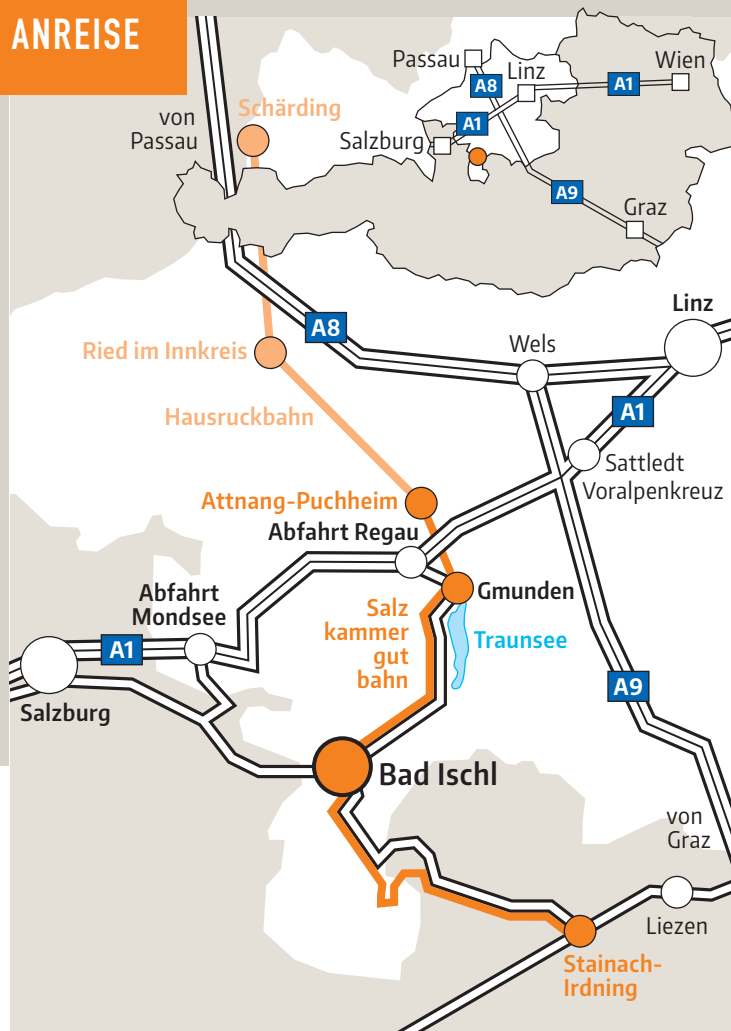 ANREISE
Passau
Linz
Wien
A8
A1
A1
Salzburg
A9
Graz
von
Passau
Schärding
A8
Ried im Innkreis
Hausruckbahn
Linz
Wels
A1
Sattledt
Voralpenkreuz
Attnang-Puchheim
Abfahrt Regau
Abfahrt
Mondsee
Gmunden
Salz
kammer
gut
bahn
Traunsee
A1
Salzburg
A9
Bad Ischl
von
Graz
Liezen
Stainach-
Irdning